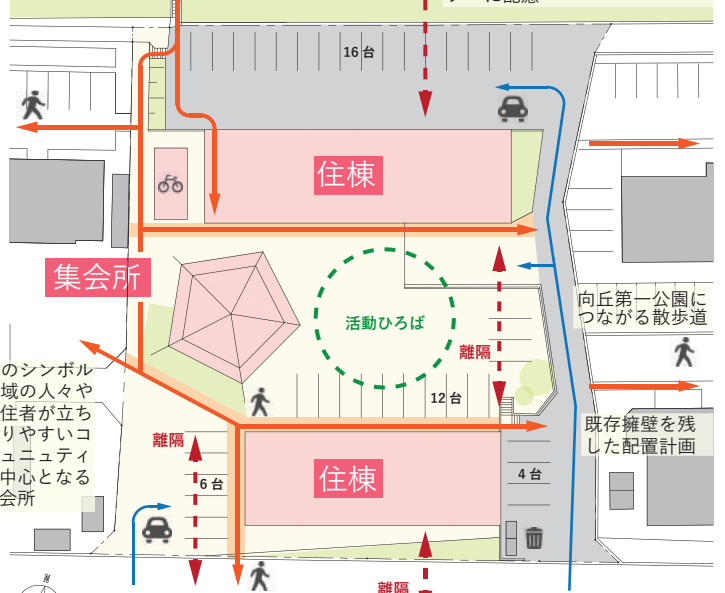 16 台
住棟
集会所
活動ひろば
向丘第一公園に
つながる散歩道
離隔
のシンボル
域の人々や
住者が立ち
りやすいコ
ュニュティ
中心となる
会所
12 台
既存擁壁を残
した配置計画
離隔
6 台
住棟
4 台
離隔
N